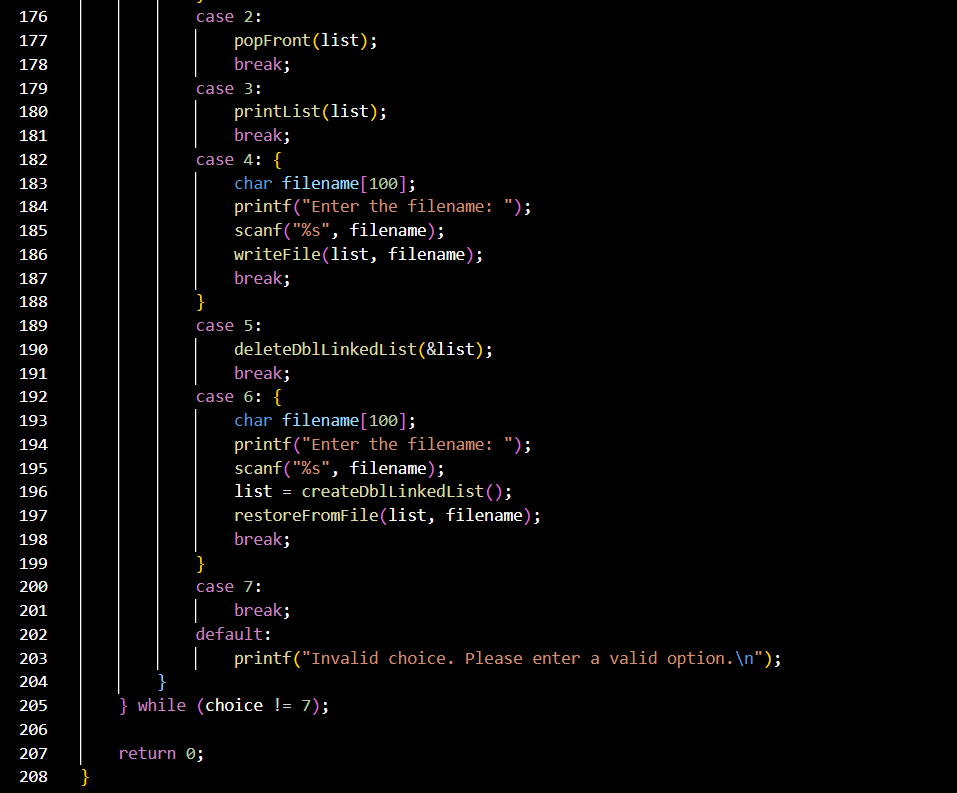 176 case 2:
177 popFront(list);
178 break;
179 case 3:
180 printList(list);
181 break;
182 case 4: {
183 char filename[100];
184 printf("Enter the filename: ");
185 scanf("%s", filename);
186 writeFile(list, filename);
187 break;
188 }
189 case 5:
190 deleteDblLinkedList(&list);
191 break;
192 case 6: {
193 char filename[100];
194 printf("Enter the filename: ");
195 scanf("%s", filename);
196 list = createDblLinkedList();
197 restoreFromFile(list, filename);
198 break;
199 }
200 case 7:
201 break;
202 default:
203 printf("Invalid choice. Please enter a valid option.\n");
204 }
205 } while (choice != 7);
206
207 return 0;
208 }